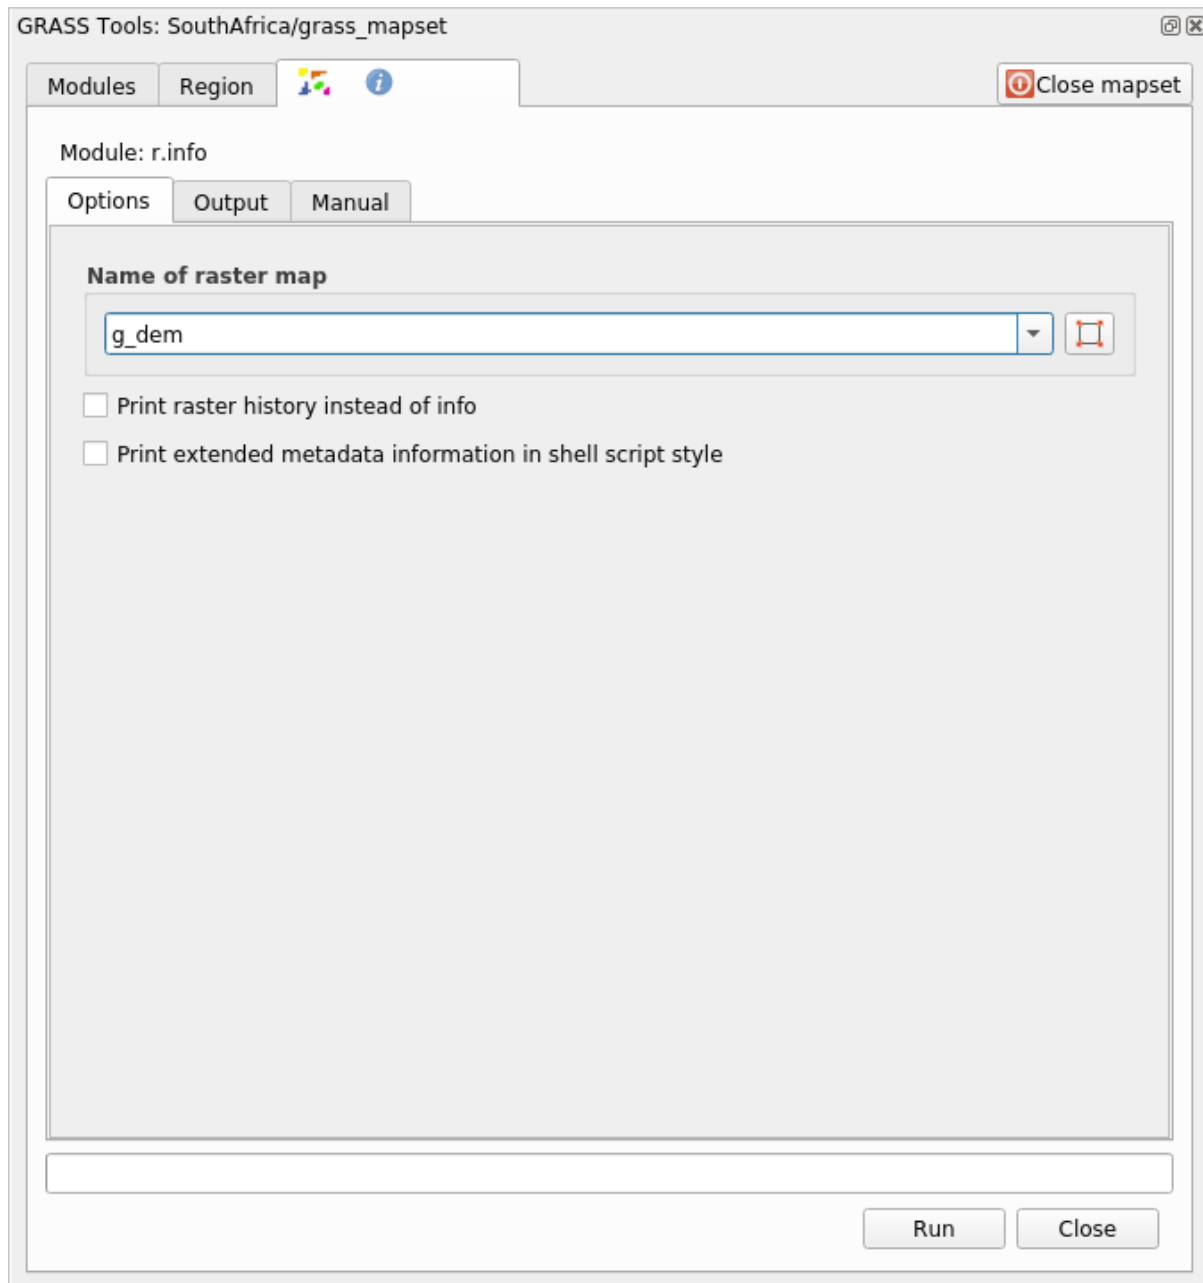 GRASS Tools: SouthAfrica/grass_mapset
Modules Region Close mapset
Module: r.info
Options Output Manual
Name of raster map
g_dem
Print raster history instead of info
Print extended metadata information in shell script style
Run Close